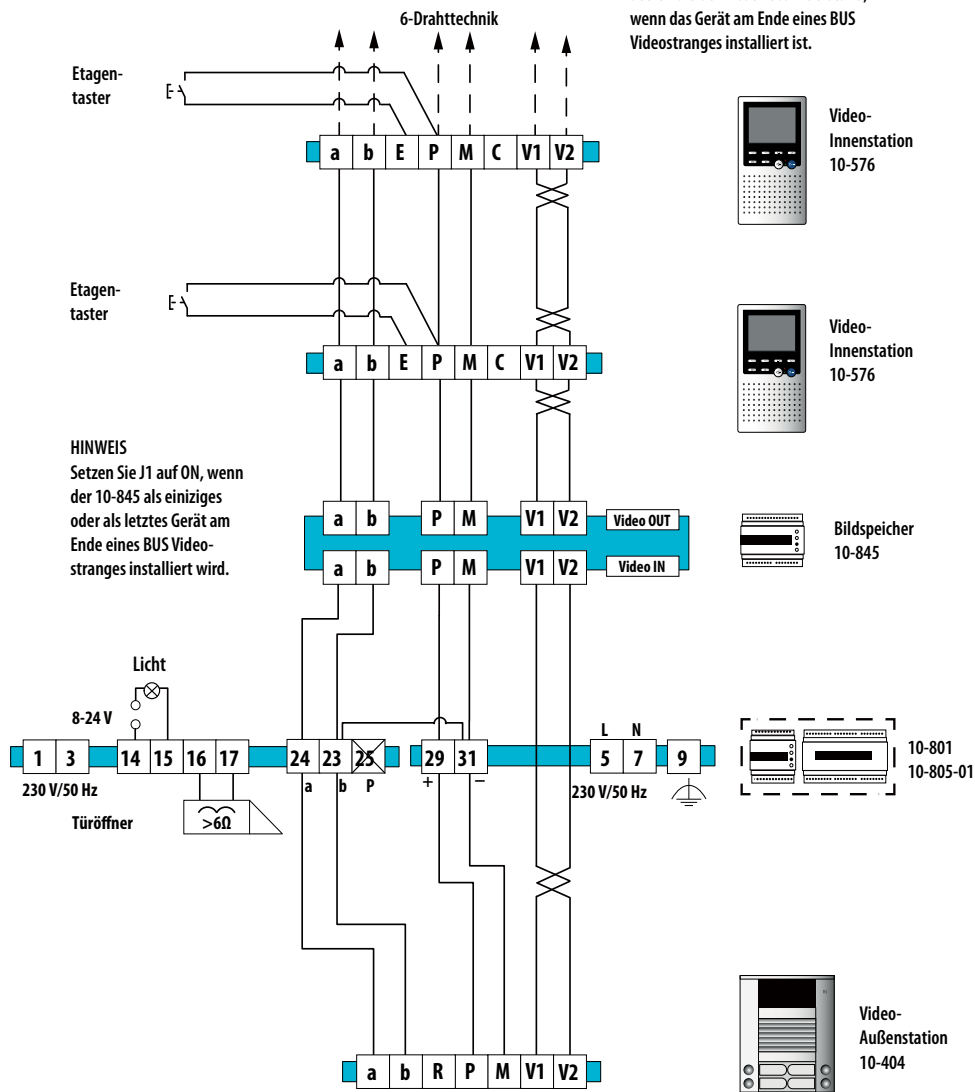 6-Drahttechnik
wenn das Gerät am Ende eines BUS
Videostranges installiert ist.
Etagen-
taster
a b E P M C V1 V2
Video-
Innenstation
10-576
Etagen-
taster
a b E P M C V1 V2
Video-
Innenstation
10-576
HINWEIS
Setzen Sie J1 auf ON, wenn
der 10-845 als einziges
oder als letztes Gerät am
Ende eines BUS Video-
stranges installiert wird.
a b P M V1 V2 Video OUT
a b P M V1 V2 Video IN
Bildspeicher
10-845
Licht
8-24 V
L N
1 3 14 15 16 17 24 23 25 29 31 5 7 9
a b P + −
230 V/50 Hz
230 V/50 Hz
Türöffner
>6Ω
10-801
10-805-01
Video-
Außenstation
10-404
a b R P M V1 V2